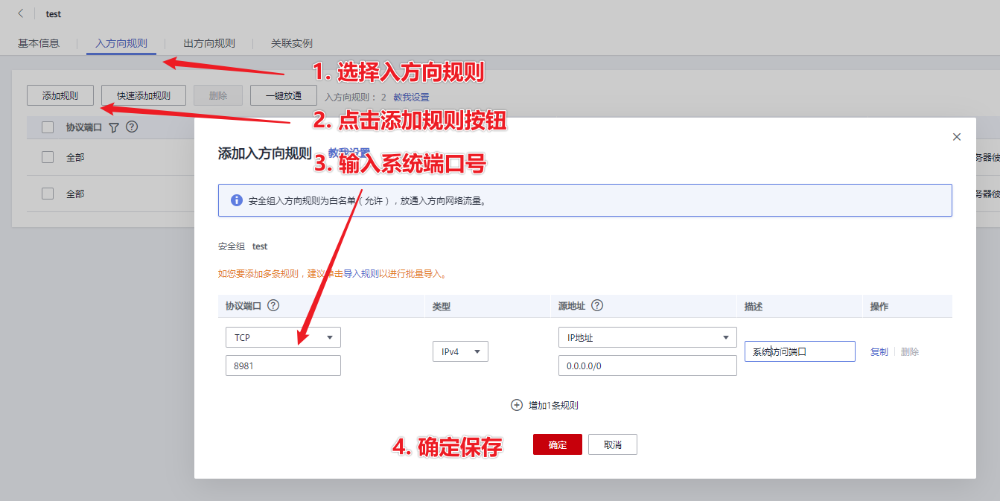 test
基本信息 入方向规则 出方向规则 关联实例
1. 选择入方向规则
添加规则 快速添加规则 删除 一键放通 入方向规则： 2 教我设置
2. 点击添加规则按钮
协议端口
全部
全部
务器彼
务器彼
添加入方向规则 教我设置
3. 输入系统端口号
安全组入方向规则为白名单（允许），放通入方向网络流量。
安全组 test
如您要添加多条规则，建议单击导入规则以进行批量导入。
协议端口 类型 源地址 描述 操作
TCP IPv4 IP地址 系统访问端口 复制 删除
8981 0.0.0.0/0
增加1条规则
4. 确定保存
确定 取消